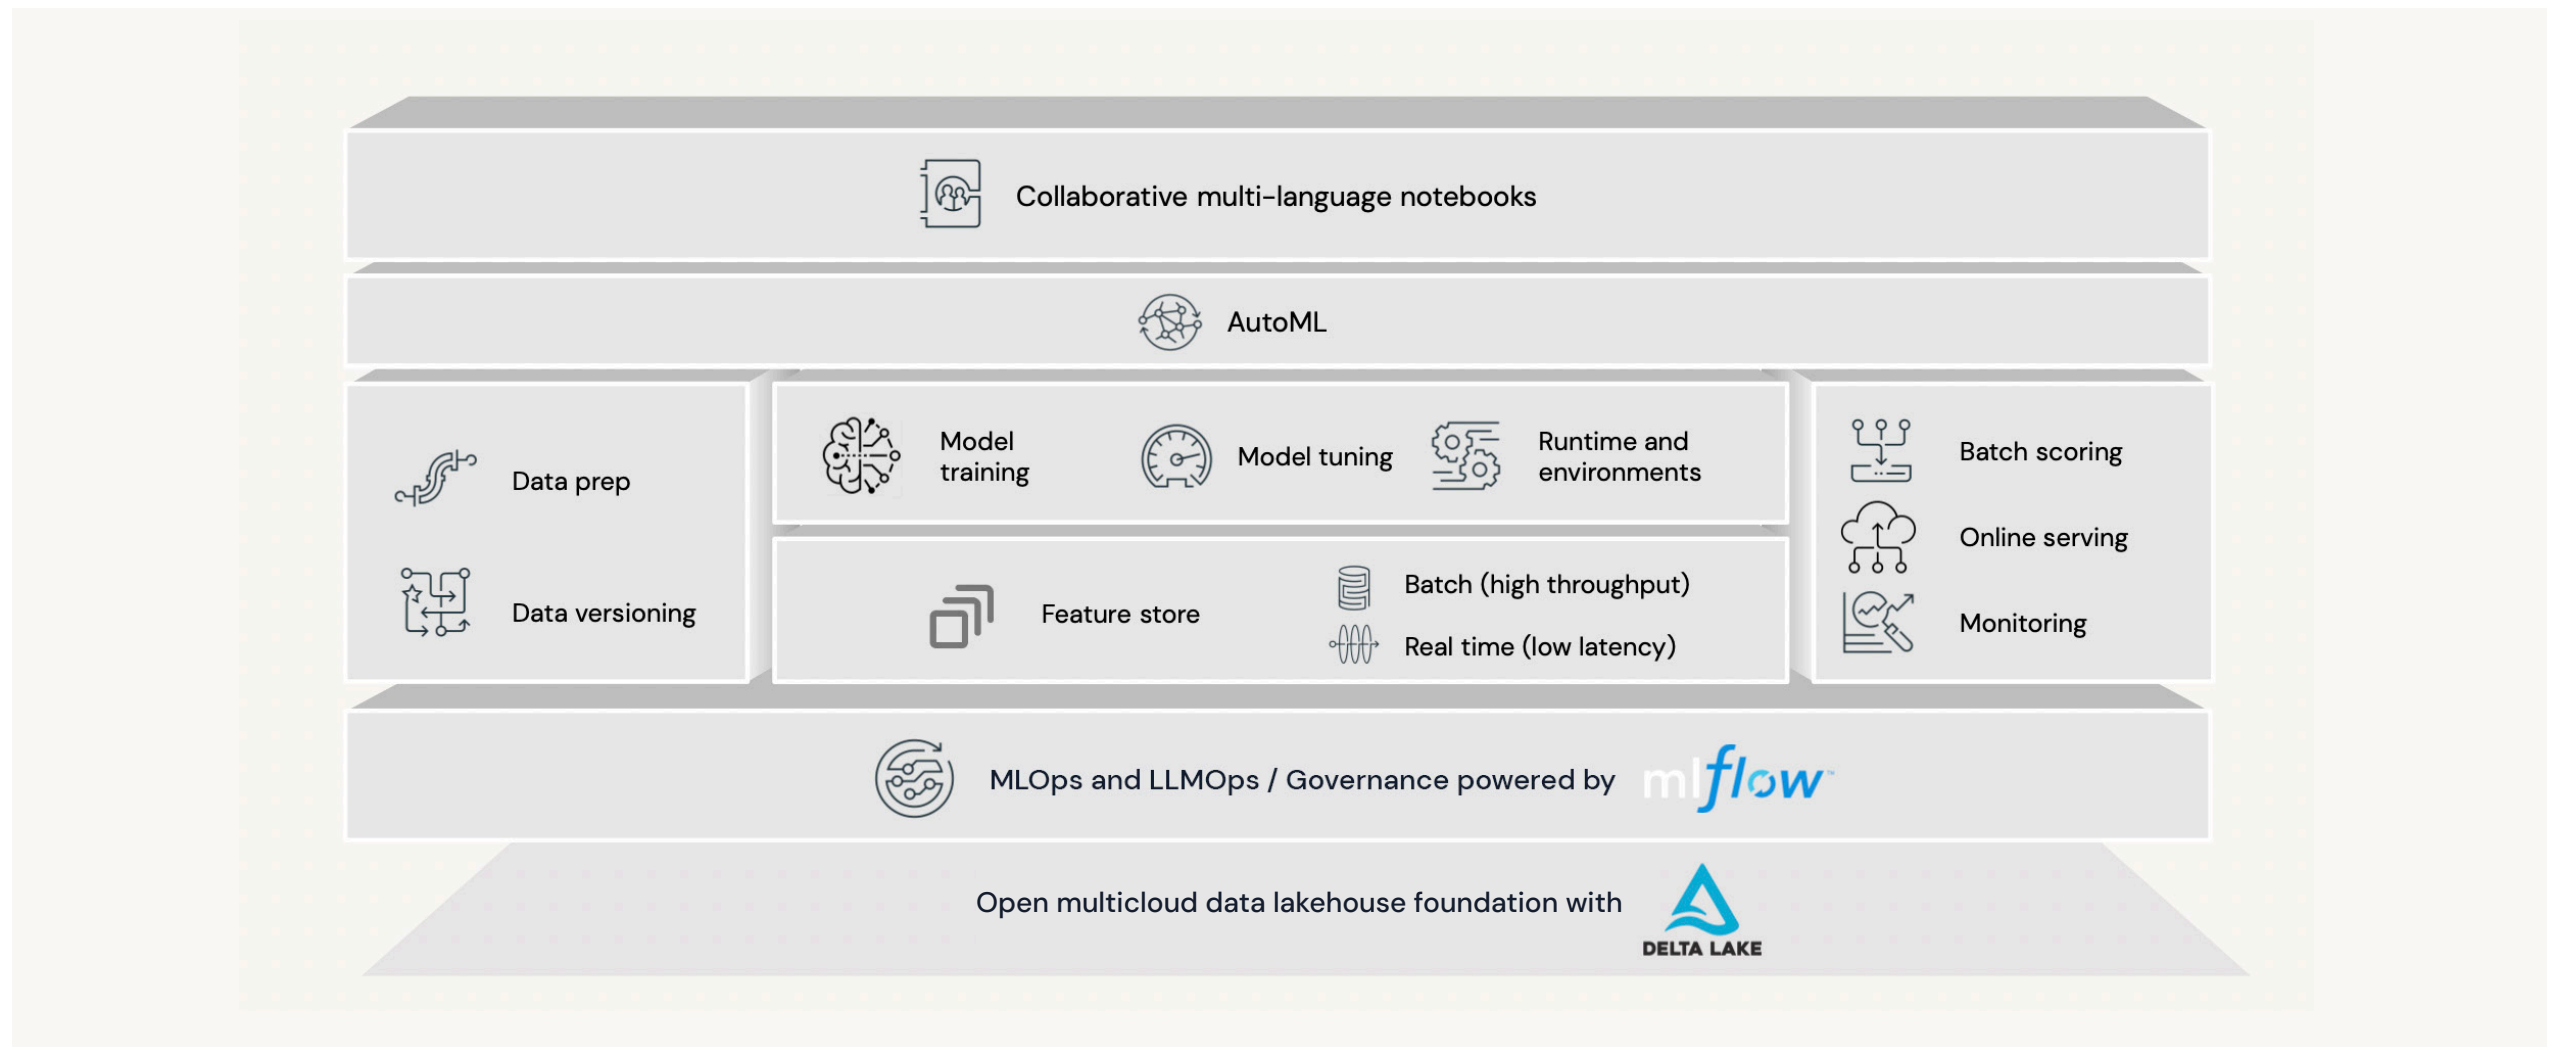 Collaborative multi-language notebooks
AutoML
Data prep
Data versioning
Model
training
Model tuning
Runtime and
environments
Feature store
Batch (high throughput)
Real time (low latency)
Batch scoring
Online serving
Monitoring
MLOps and LLMOps / Governance powered by mlflow™
Open multicloud data lakehouse foundation with
DELTA LAKE